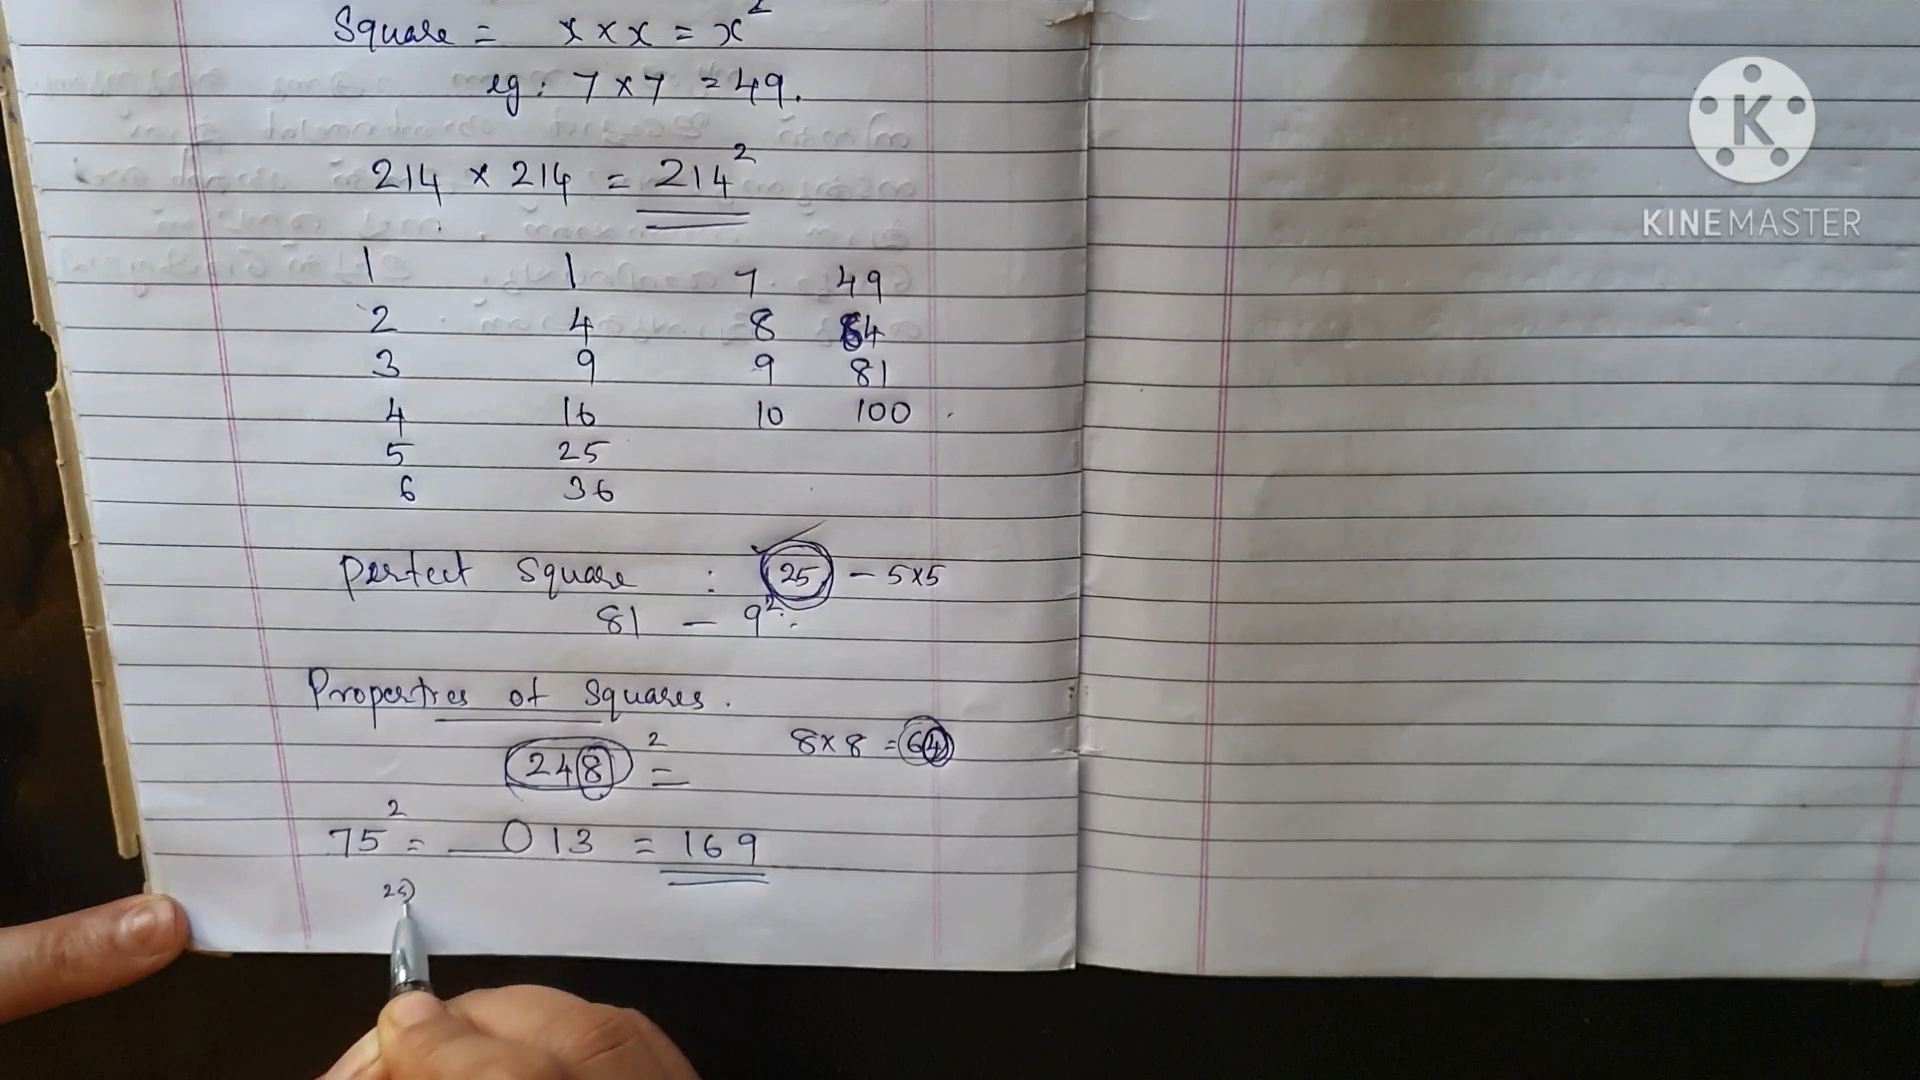 Square = x × x = x²
eg: 7 × 7 = 49.
214 × 214 = 214²
1 1 7 49
2 4 8 64
3 9 9 81
4 16 10 100
5 25
6 36
Perfect Square : 25 - 5×5
81 - 9²
Properties of Squares.
248² = 8×8 = 64
75² = _ 013 = 169
25
K
KINEMASTER